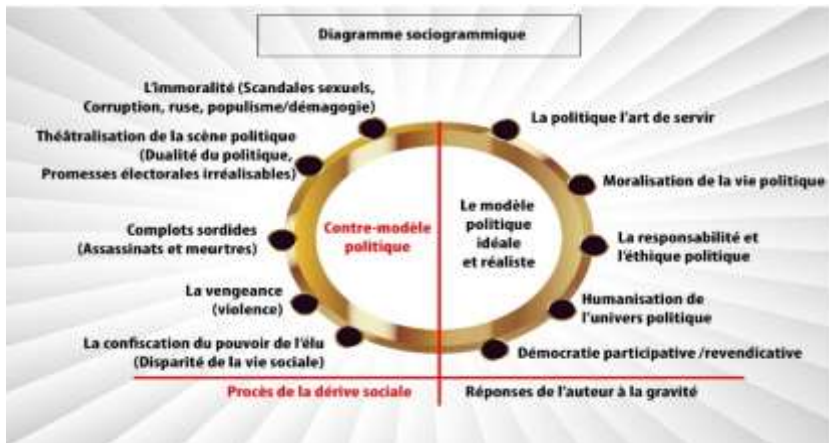 Diagramme sociogrammique
L'immoralité (Scandales sexuels,
Corruption, ruse, populisme/démagogie)
Théâtralisation de la scène politique
(Dualité du politique,
Promesses électorales irréalisables)
Complots sordides
(Assassinats et meurtres)
La vengeance
(violence)
La confiscation du pouvoir de l'élu
(Disparité de la vie sociale)
Contre-modèle
politique
Le modèle
politique
idéale
et réaliste
La politique l'art de servir
Moralisation de la vie politique
La responsabilité et
l'éthique politique
Humanisation de
l'univers politique
Démocratie participative /revendicative
Procès de la dérive sociale
Réponses de l'auteur à la gravité